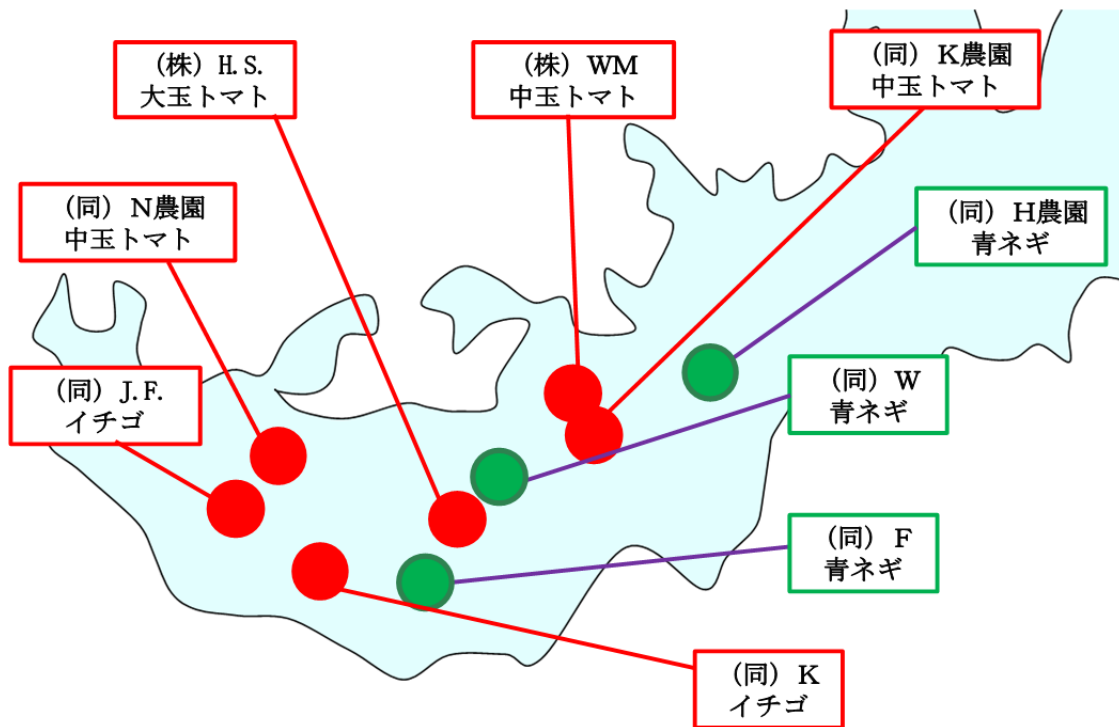 (株) H.S.
大玉トマト
(株) WM
中玉トマト
(同) K農園
中玉トマト
(同) N農園
中玉トマト
(同) H農園
青ネギ
(同) J.F.
イチゴ
(同) W
青ネギ
(同) F
青ネギ
(同) K
イチゴ